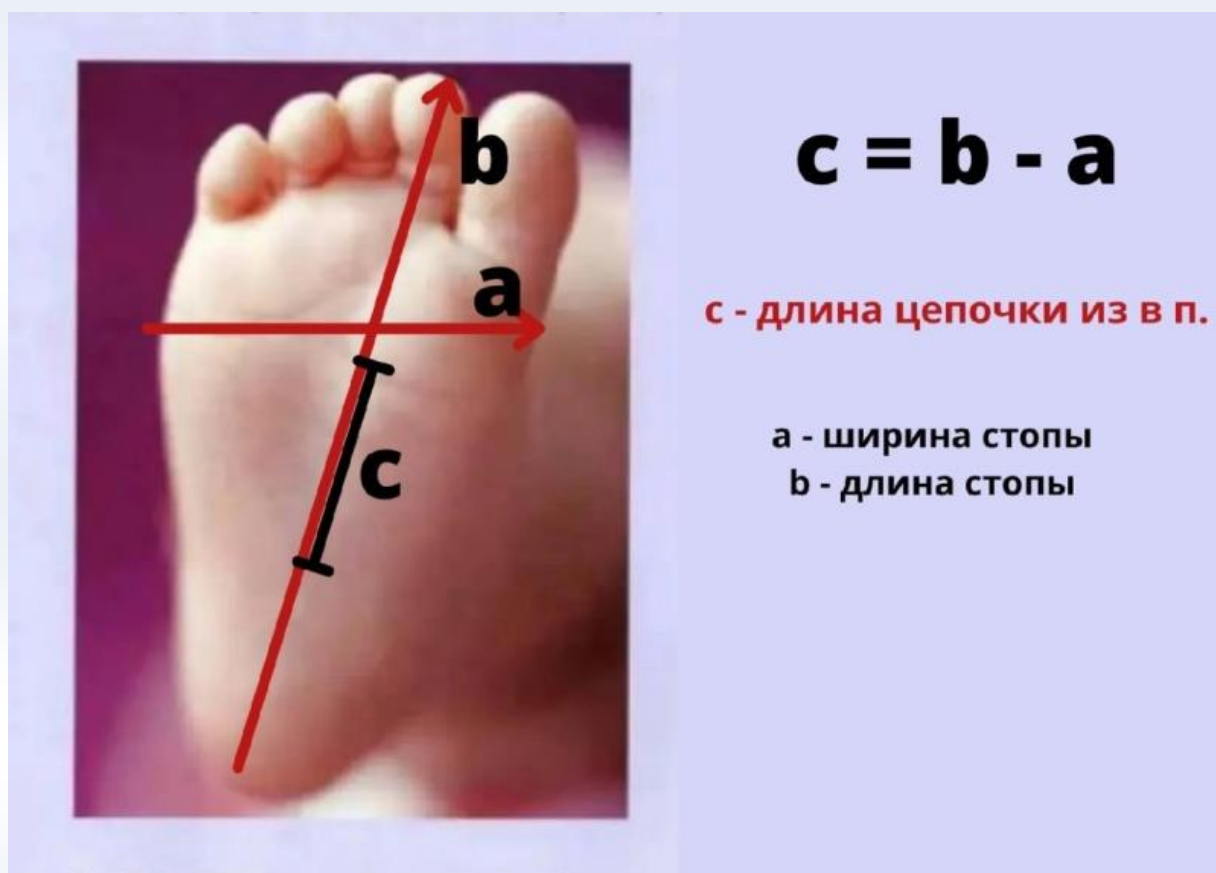 b
a
c
c = b - a
с - длина цепочки из в п.
а - ширина стопы
b - длина стопы